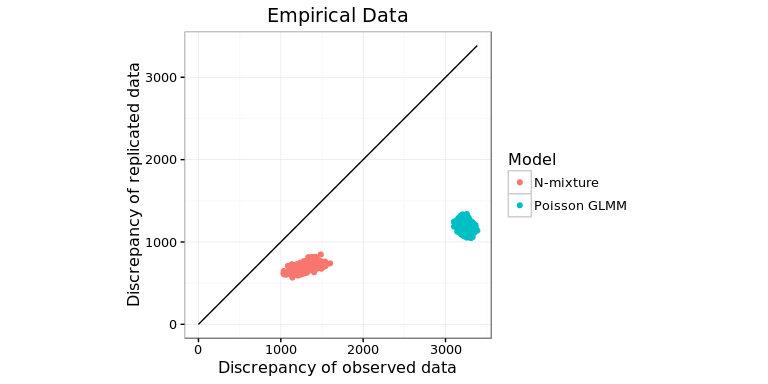 Empirical Data
Discrepancy of replicated data
3000
2000
1000
0
0 1000 2000 3000
Discrepancy of observed data
Model
N-mixture
Poisson GLMM